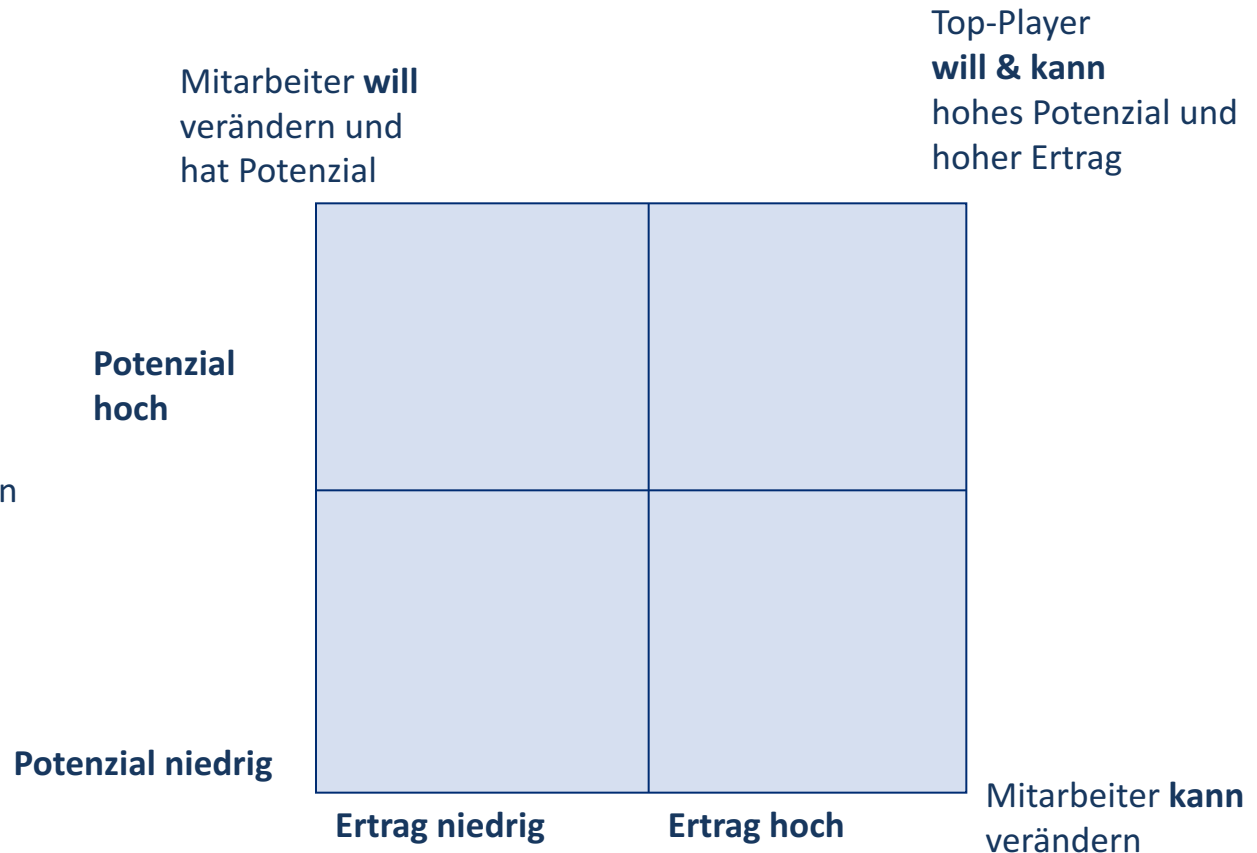 Top-Player
will & kann
hohes Potenzial und
hoher Ertrag
Mitarbeiter will
verändern und
hat Potenzial
Potenzial
hoch
n
Potenzial niedrig
Ertrag niedrig
Ertrag hoch
Mitarbeiter kann
verändern